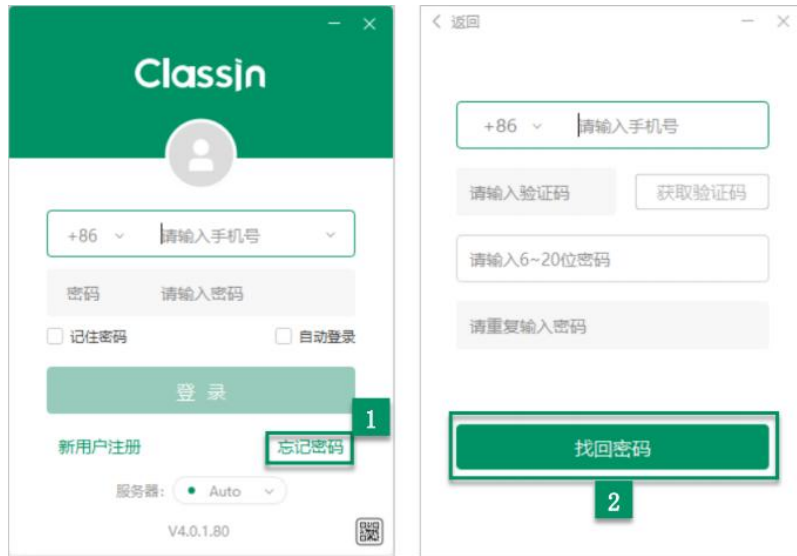 ClassIn
+86 请输入手机号
密码 请输入密码
记住密码 自动登录
登 录
1
新用户注册 忘记密码
服务器: Auto
V4.0.1.80
返回
+86 请输入手机号
请输入验证码 获取验证码
请输入6~20位密码
请重复输入密码
找回密码
2